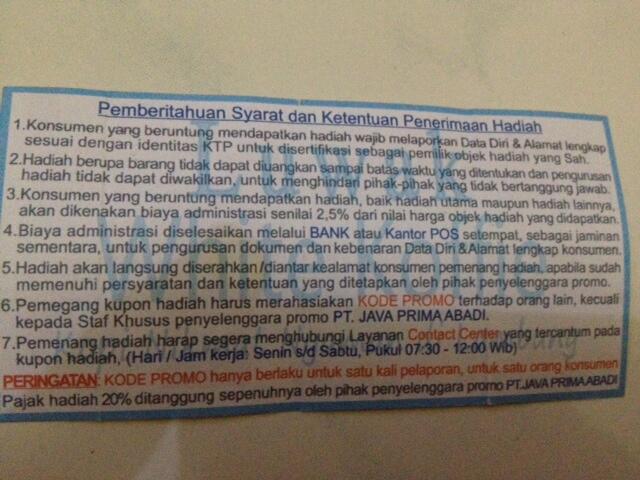 Pemberitahuan Syarat dan Ketentuan Penerimaan Hadiah
1.Konsumen yang beruntung mendapatkan hadiah wajib melaporkan Data Diri & Alamat lengkap
sesuai dengan identitas KTP untuk disertifikasi sebagai pemilik objek hadiah yang Sah.
2.Hadiah berupa barang tidak dapat diuangkan sampai batas waktu yang ditentukan dan pengurusan
hadiah tidak dapat diwakilkan, untuk menghindari pihak-pihak yang tidak bertanggung jawab.
3.Konsumen yang beruntung mendapatkan hadiah, baik hadiah utama maupun hadiah lainnya,
akan dikenakan biaya administrasi senilai 2,5% dari nilai harga objek hadiah yang didapatkan.
4.Biaya administrasi diselesaikan melalui BANK atau Kantor POS setempat, sebagai jaminan
sementara, untuk pengurusan dokumen dan kebenaran Data Diri & Alamat lengkap konsumen.
5.Hadiah akan langsung diserahkan/diantar kealamat konsumen pemenang hadiah, apabila sudah
memenuhi persyaratan dan ketentuan yang ditetapkan oleh pihak penyelenggara promo.
6.Pemegang kupon hadiah harus merahasiakan KODE PROMO terhadap orang lain, kecuali
kepada Staf Khusus penyelenggara promo PT. JAVA PRIMA ABADI.
7.Pemenang hadiah harap segera menghubungi Layanan Contact Center yang tercantum pada
kupon hadiah, (Hari / Jam kerja: Senin s/d Sabtu, Pukul 07:30 - 12:00 Wib)
PERINGATAN: KODE PROMO hanya berlaku untuk satu kali pelaporan, untuk satu orang konsumen
Pajak hadiah 20% ditanggung sepenuhnya oleh pihak penyelenggara promo PT.JAVA PRIMA ABADI